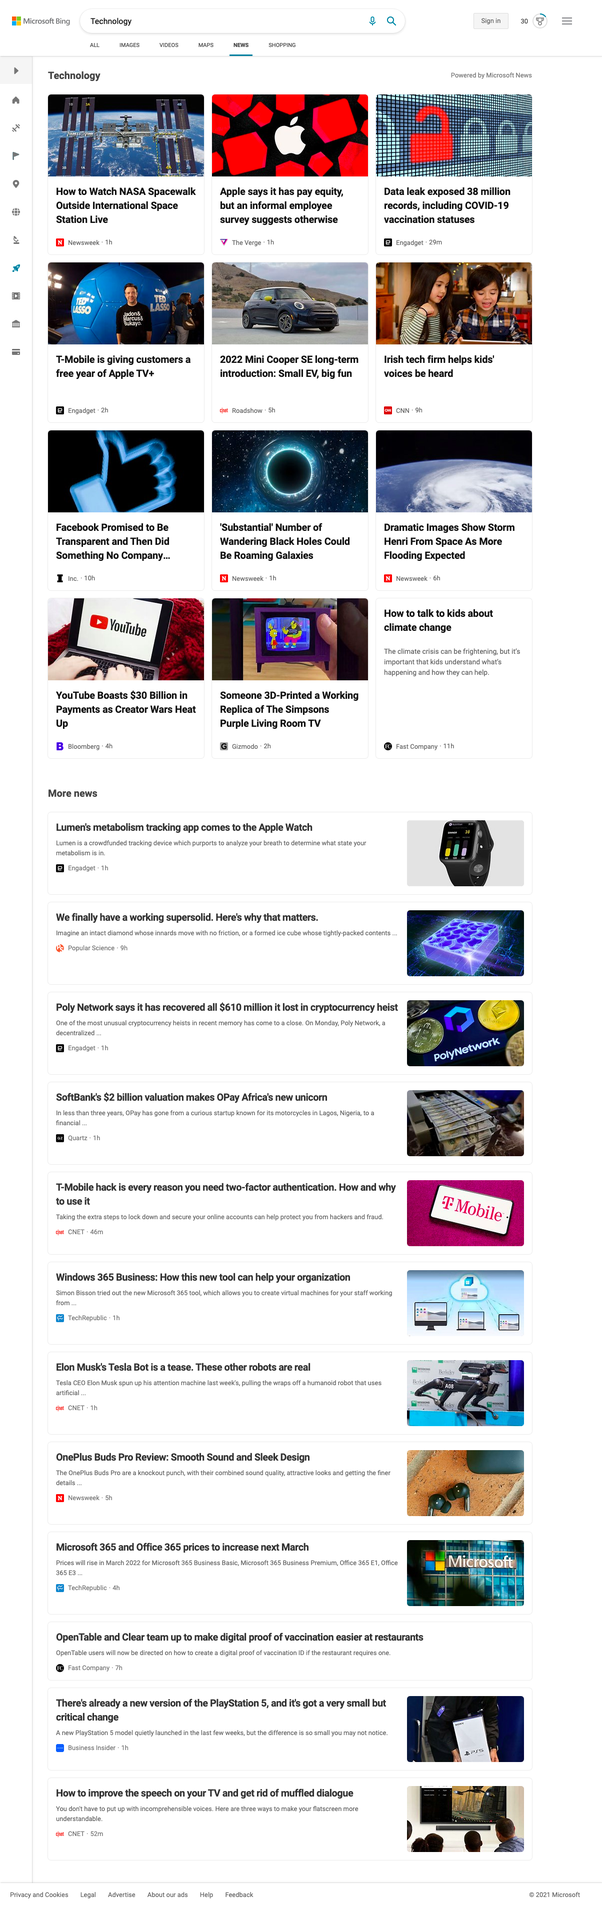 Microsoft Bing
Technology
Sign in
30
ALL
IMAGES
VIDEOS
MAPS
NEWS
SHOPPING
Technology
Powered by Microsoft News
How to Watch NASA Spacewalk
Outside International Space
Station Live
Newsweek · 1h
Apple says it has pay equity,
but an informal employee
survey suggests otherwise
The Verge · 1h
Data leak exposed 38 million
records, including COVID-19
vaccination statuses
Engadget · 29m
TED
LASSO
TED
LASSO
Jadon&
Marcus&
Bukayo.
T-Mobile is giving customers a
free year of Apple TV+
Engadget · 2h
2022 Mini Cooper SE long-term
introduction: Small EV, big fun
Roadshow · 5h
Irish tech firm helps kids'
voices be heard
CNN · 9h
Facebook Promised to Be
Transparent and Then Did
Something No Company...
Inc. · 10h
'Substantial' Number of
Wandering Black Holes Could
Be Roaming Galaxies
Newsweek · 1h
Dramatic Images Show Storm
Henri From Space As More
Flooding Expected
Newsweek · 6h
YouTube
YouTube Boasts $30 Billion in
Payments as Creator Wars Heat
Up
Bloomberg · 4h
Someone 3D-Printed a Working
Replica of The Simpsons
Purple Living Room TV
Gizmodo · 2h
How to talk to kids about
climate change
The climate crisis can be frightening, but it's
important that kids understand what's
happening and how they can help.
Fast Company · 11h
More news
Lumen's metabolism tracking app comes to the Apple Watch
Lumen is a crowdfunded tracking device which purports to analyze your breath to determine what state your
metabolism is in.
Engadget · 1h
We finally have a working supersolid. Here's why that matters.
Imagine an intact diamond whose innards move with no friction, or a formed ice cube whose tightly-packed contents ...
Popular Science · 9h
Poly Network says it has recovered all $610 million it lost in cryptocurrency heist
One of the most unusual cryptocurrency heists in recent memory has come to a close. On Monday, Poly Network, a
decentralized ...
Engadget · 1h
PolyNetwork
SoftBank's $2 billion valuation makes OPay Africa's new unicorn
In less than three years, OPay has gone from a curious startup known for its motorcycles in Lagos, Nigeria, to a
financial ...
Quartz · 1h
T-Mobile hack is every reason you need two-factor authentication. How and why
to use it
Taking the extra steps to lock down and secure your online accounts can help protect you from hackers and fraud.
CNET · 46m
T Mobile
Windows 365 Business: How this new tool can help your organization
Simon Bisson tried out the new Microsoft 365 tool, which allows you to create virtual machines for your staff working
from ...
TechRepublic · 1h
Elon Musk's Tesla Bot is a tease. These other robots are real
Tesla CEO Elon Musk spun up his attention machine last week's, pulling the wraps off a humanoid robot that uses
artificial ...
CNET · 1h
OnePlus Buds Pro Review: Smooth Sound and Sleek Design
The OnePlus Buds Pro are a knockout punch, with their combined sound quality, attractive looks and getting the finer
details ...
Newsweek · 5h
Microsoft 365 and Office 365 prices to increase next March
Prices will rise in March 2022 for Microsoft 365 Business Basic, Microsoft 365 Business Premium, Office 365 E1, Office
365 E3 ...
TechRepublic · 4h
Microsoft
OpenTable and Clear team up to make digital proof of vaccination easier at restaurants
OpenTable users will now be directed on how to create a digital proof of vaccination ID if the restaurant requires one.
Fast Company · 7h
There's already a new version of the PlayStation 5, and it's got a very small but
critical change
A new PlayStation 5 model quietly launched in the last few weeks, but the difference is so small you may not notice.
Business Insider · 1h
PS5
How to improve the speech on your TV and get rid of muffled dialogue
You don't have to put up with incomprehensible voices. Here are three ways to make your flatscreen more
understandable.
CNET · 52m
Privacy and Cookies
Legal
Advertise
About our ads
Help
Feedback
© 2021 Microsoft